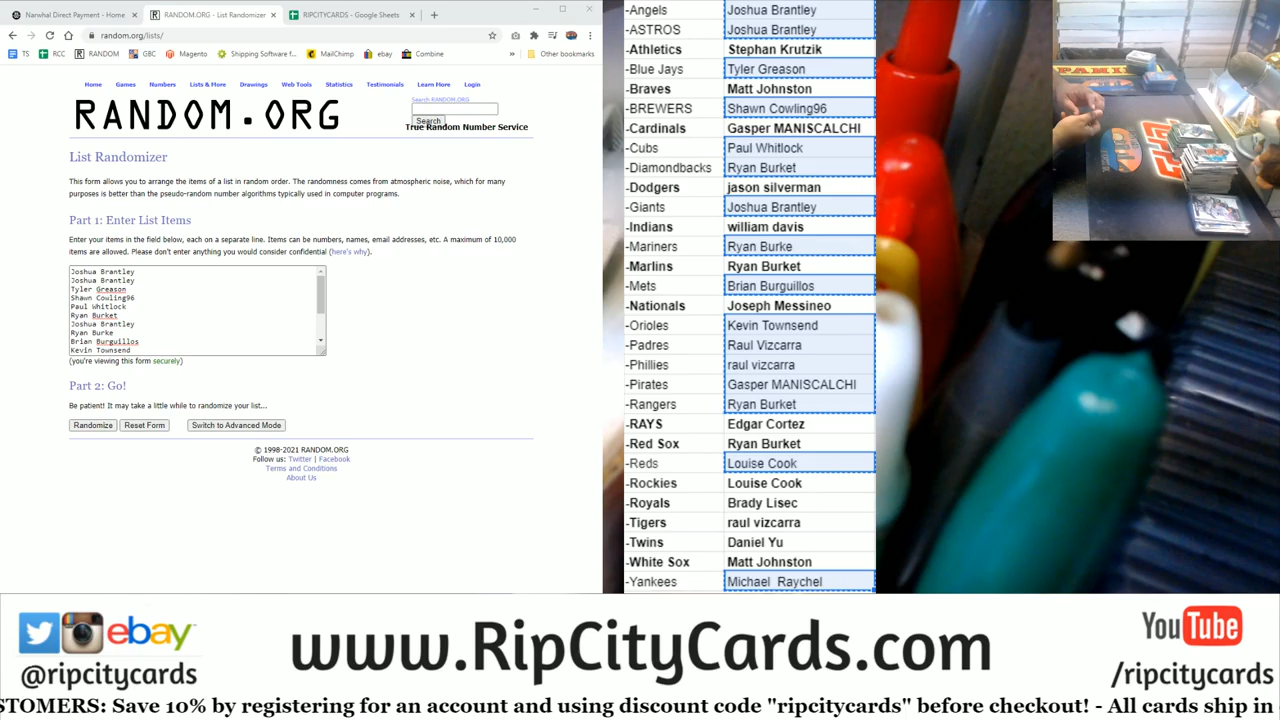 Narwhal Direct Payment - Home
RANDOM.ORG - List Randomizer
RIPCITYCARDS - Google Sheets
random.org/lists/
TS RCC RANDOM GBC Magento Shipping Software f... MailChimp ebay Combine » Other bookmarks
Home Games Numbers Lists & More Drawings Web Tools Statistics Testimonials Learn More Login
Search RANDOM.ORG
RANDOM.ORG
Search
True Random Number Service
List Randomizer
This form allows you to arrange the items of a list in random order. The randomness comes from atmospheric noise, which for many
purposes is better than the pseudo-random number algorithms typically used in computer programs.
Part 1: Enter List Items
Enter your items in the field below, each on a separate line. Items can be numbers, names, email addresses, etc. A maximum of 10,000
items are allowed. Please don't enter anything you would consider confidential (here's why).
Joshua Brantley
Joshua Brantley
Tyler Greason
Shawn Cowling96
Paul Whitlock
Ryan Burket
Joshua Brantley
Ryan Burke
Brian Burguillos
Kevin Townsend
(you're viewing this form securely)
Part 2: Go!
Be patient! It may take a little while to randomize your list...
Randomize Reset Form Switch to Advanced Mode
© 1998-2021 RANDOM.ORG
Follow us: Twitter | Facebook
Terms and Conditions
About Us
-Angels Joshua Brantley
-ASTROS Joshua Brantley
-Athletics Stephan Krutzik
-Blue Jays Tyler Greason
-Braves Matt Johnston
-BREWERS Shawn Cowling96
-Cardinals Gasper MANISCALCHI
-Cubs Paul Whitlock
-Diamondbacks Ryan Burket
-Dodgers jason silverman
-Giants Joshua Brantley
-Indians william davis
-Mariners Ryan Burke
-Marlins Ryan Burket
-Mets Brian Burguillos
-Nationals Joseph Messineo
-Orioles Kevin Townsend
-Padres Raul Vizcarra
-Phillies raul vizcarra
-Pirates Gasper MANISCALCHI
-Rangers Ryan Burket
-RAYS Edgar Cortez
-Red Sox Ryan Burket
-Reds Louise Cook
-Rockies Louise Cook
-Royals Brady Lisec
-Tigers raul vizcarra
-Twins Daniel Yu
-White Sox Matt Johnston
-Yankees Michael Raychel
ebay
@ripcitycards
www.RipCityCards.com
YouTube
/ripcitycards
STOMERS: Save 10% by registering for an account and using discount code "ripcitycards" before checkout! - All cards ship in